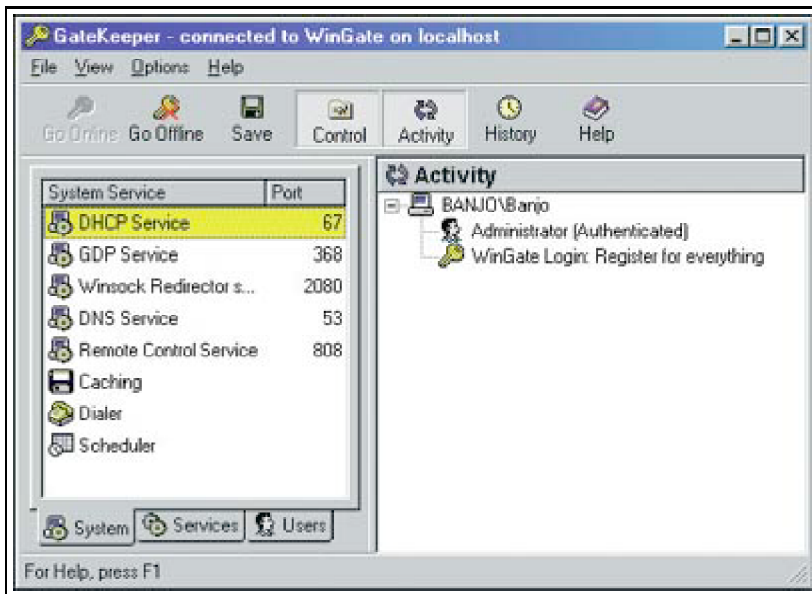 GateKeeper - connected to WinGate on localhost
File View Options Help
Go Online Go Offline Save Control Activity History Help
System Service Port
DHCP Service 67
GDP Service 368
Winsock Redirector s... 2080
DNS Service 53
Remote Control Service 808
Caching
Dialer
Scheduler
System Services Users
Activity
BANJO\Banjo
Administrator (Authenticated)
WinGate Login: Register for everything
For Help, press F1